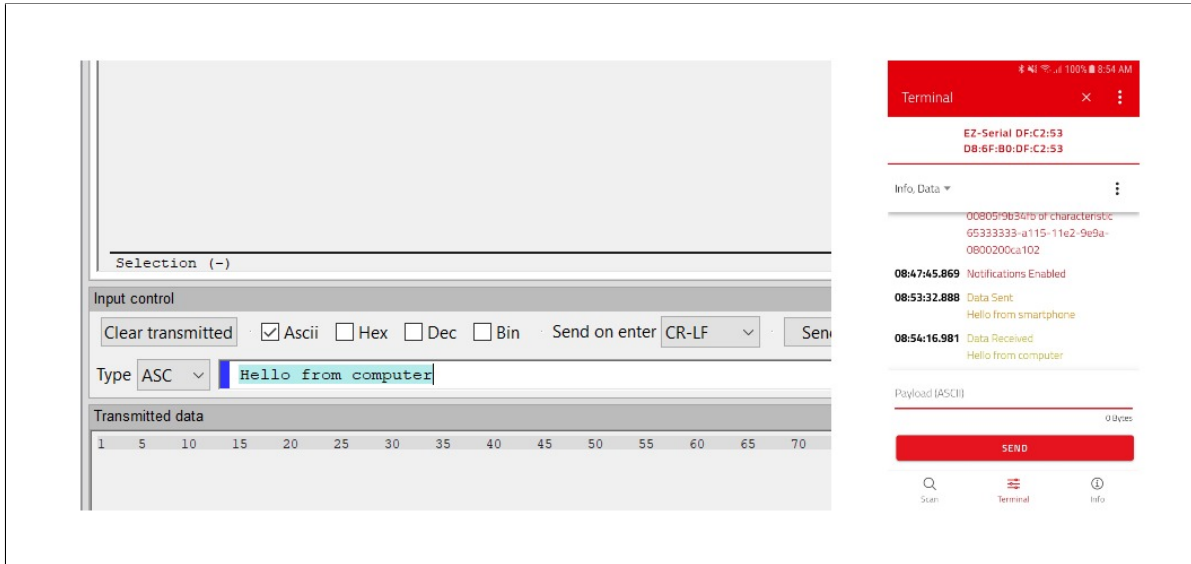 Selection (-)
Input control
Clear transmitted Ascii Hex Dec Bin Send on enter CR-LF
Type ASC Hello from computer
Transmitted data
1 5 10 15 20 25 30 35 40 45 50 55 60 65 70
100% 8:54 AM
Terminal
EZ-Serial DF:C2:53
D8:6F:B0:DF:C2:53
Info, Data
00805f9b34fb of characteristic
65333333-a115-11e2-9e9a-
0800200ca102
08:47:45.869 Notifications Enabled
08:53:32.888 Data Sent
Hello from smartphone
08:54:16.981 Data Received
Hello from computer
Payload (ASCII)
0 Bytes
SEND
Scan Terminal Info